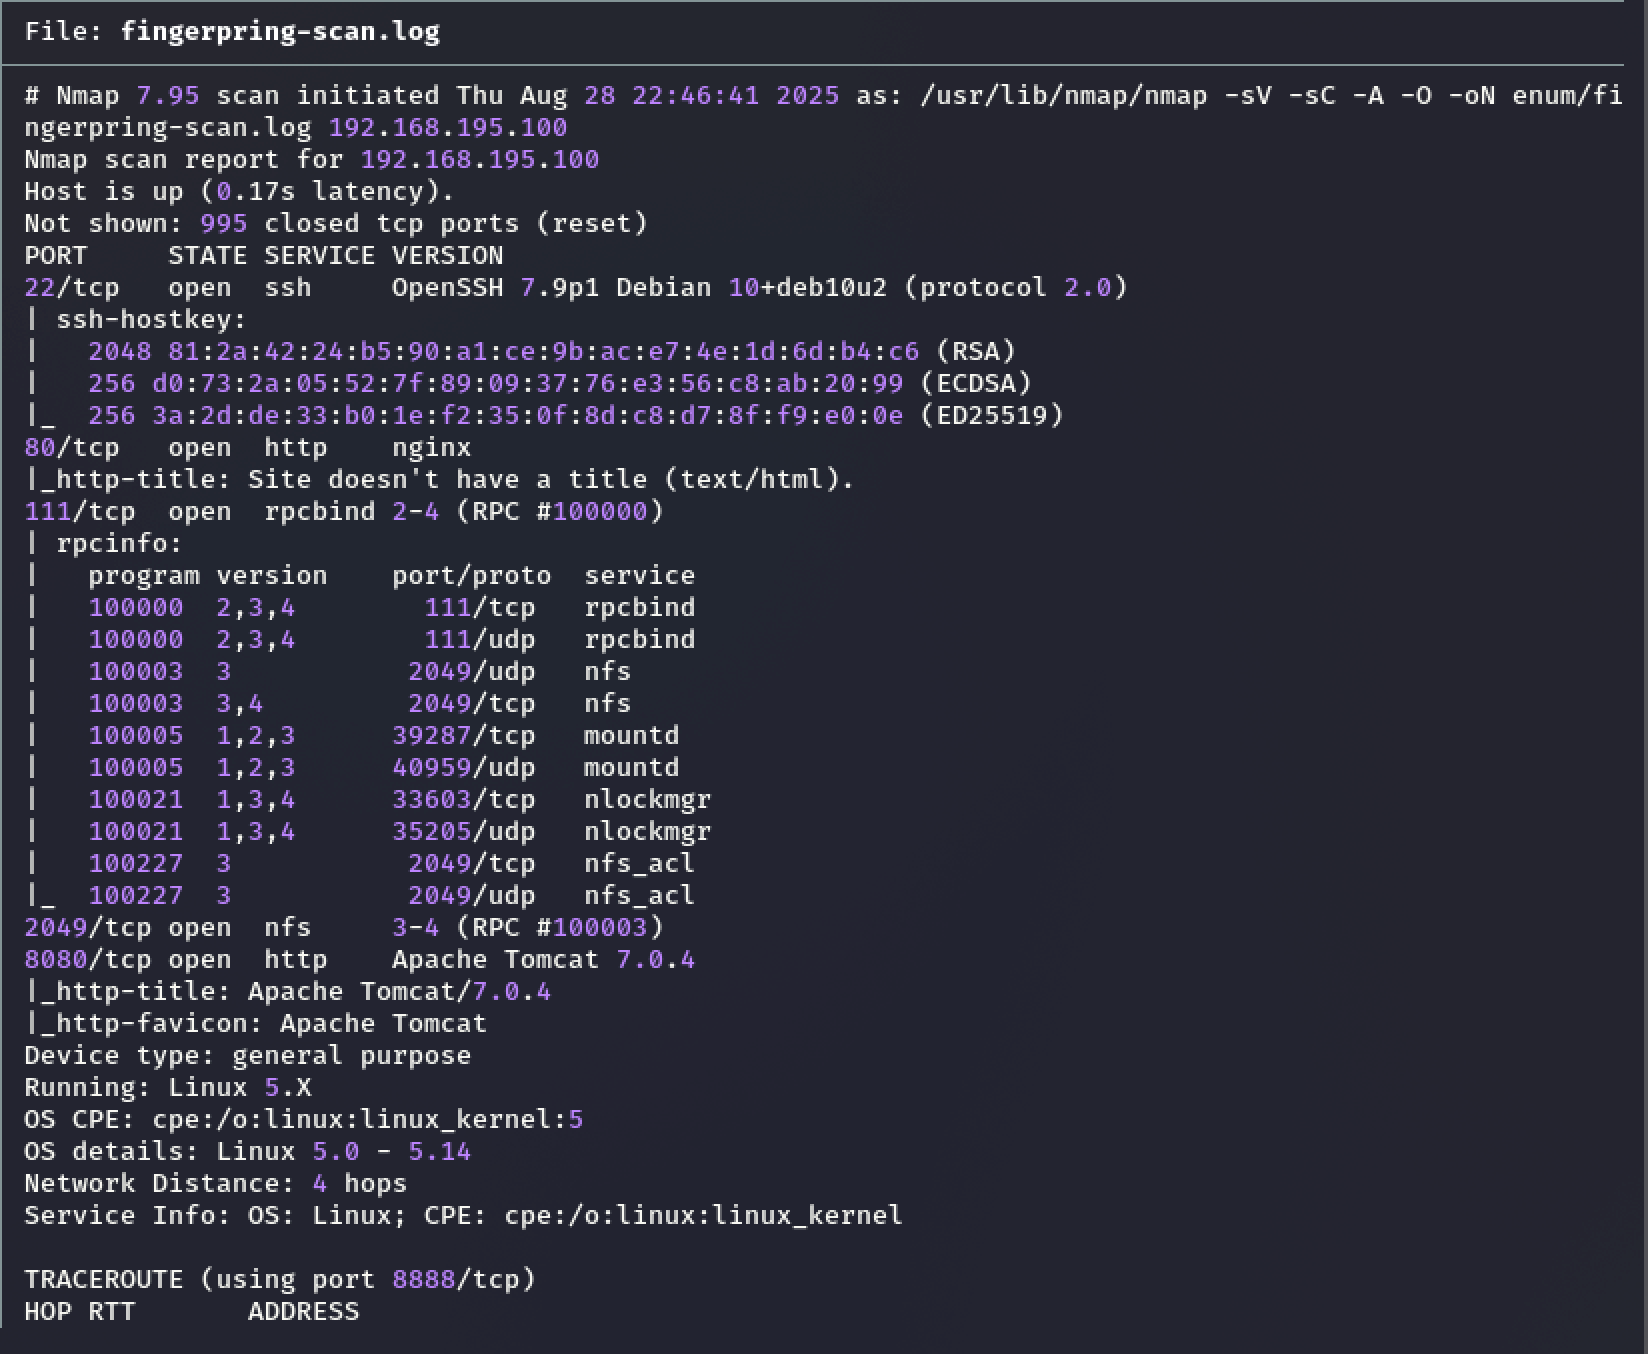 File: fingerpring-scan.log
# Nmap 7.95 scan initiated Thu Aug 28 22:46:41 2025 as: /usr/lib/nmap/nmap -sV -sC -A -O -oN enum/fi
ngerpring-scan.log 192.168.195.100
Nmap scan report for 192.168.195.100
Host is up (0.17s latency).
Not shown: 995 closed tcp ports (reset)
PORT     STATE SERVICE VERSION
22/tcp   open  ssh     OpenSSH 7.9p1 Debian 10+deb10u2 (protocol 2.0)
| ssh-hostkey:
|   2048 81:2a:42:24:b5:90:a1:ce:9b:ac:e7:4e:1d:6d:b4:c6 (RSA)
|   256 d0:73:2a:05:52:7f:89:09:37:76:e3:56:c8:ab:20:99 (ECDSA)
|_  256 3a:2d:de:33:b0:1e:f2:35:0f:8d:c8:d7:8f:f9:e0:0e (ED25519)
80/tcp   open  http    nginx
|_http-title: Site doesn't have a title (text/html).
111/tcp  open  rpcbind 2-4 (RPC #100000)
| rpcinfo:
|   program version    port/proto  service
|   100000  2,3,4        111/tcp   rpcbind
|   100000  2,3,4        111/udp   rpcbind
|   100003  3           2049/udp   nfs
|   100003  3,4         2049/tcp   nfs
|   100005  1,2,3      39287/tcp   mountd
|   100005  1,2,3      40959/udp   mountd
|   100021  1,3,4      33603/tcp   nlockmgr
|   100021  1,3,4      35205/udp   nlockmgr
|   100227  3           2049/tcp   nfs_acl
|_  100227  3           2049/udp   nfs_acl
2049/tcp open  nfs     3-4 (RPC #100003)
8080/tcp open  http    Apache Tomcat 7.0.4
|_http-title: Apache Tomcat/7.0.4
|_http-favicon: Apache Tomcat
Device type: general purpose
Running: Linux 5.X
OS CPE: cpe:/o:linux:linux_kernel:5
OS details: Linux 5.0 - 5.14
Network Distance: 4 hops
Service Info: OS: Linux; CPE: cpe:/o:linux:linux_kernel
TRACEROUTE (using port 8888/tcp)
HOP RTT       ADDRESS